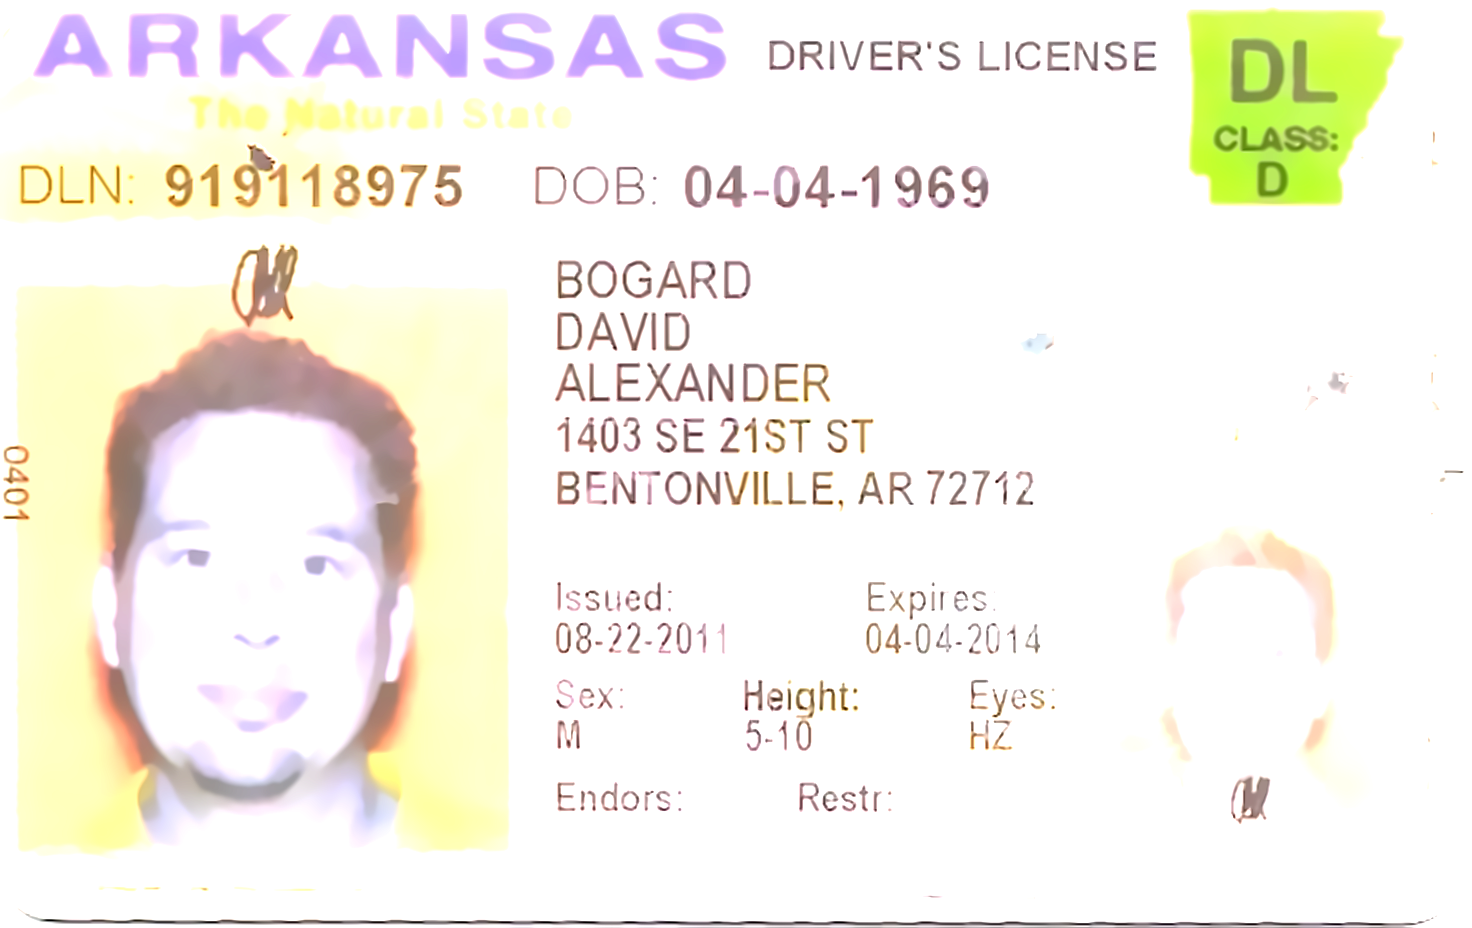 ARKANSAS DRIVER'S LICENSE
The Natural State
DL
CLASS:
D
DLN: 919118975 DOB: 04-04-1969
BOGARD
DAVID
ALEXANDER
1403 SE 21ST ST
BENTONVILLE, AR 72712
0401
Issued: Expires:
08-22-2011 04-04-2014
Sex: Height: Eyes:
M 5-10 HZ
Endors: Restr: